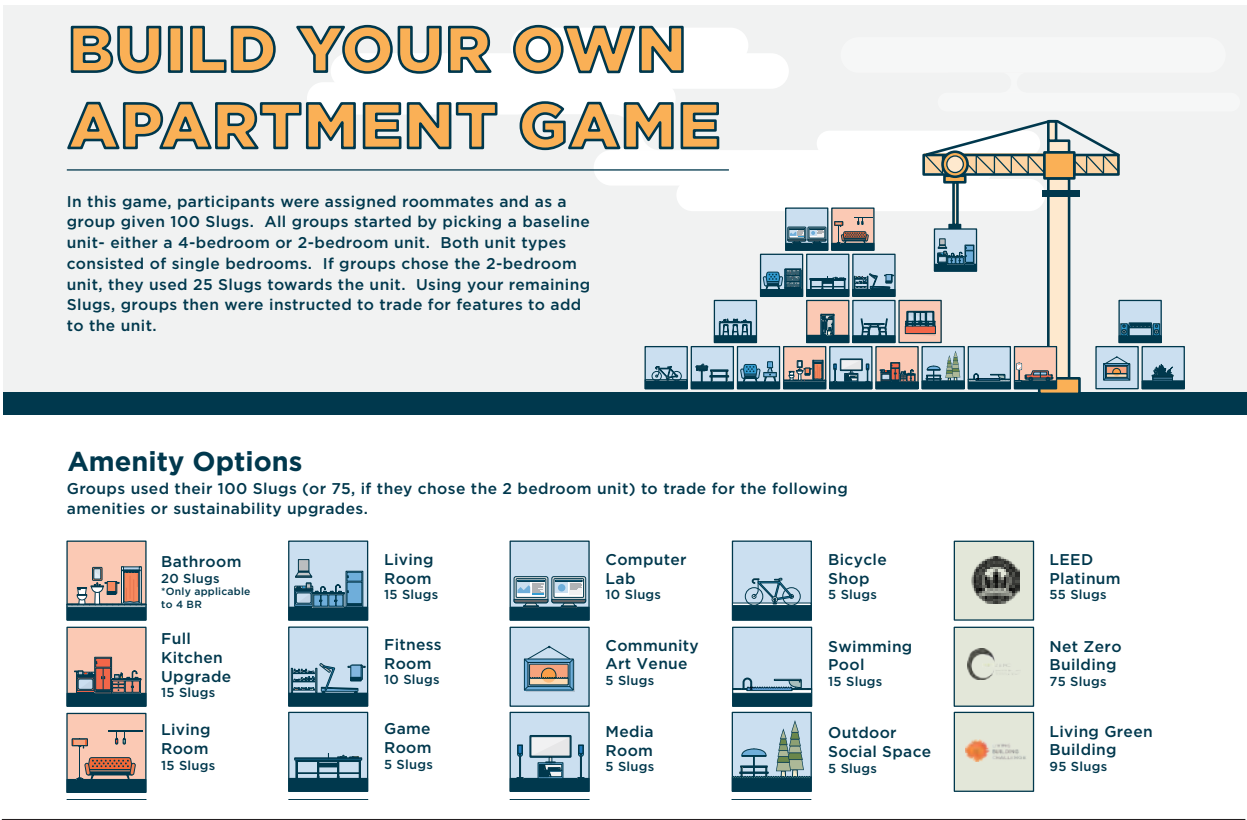 BUILD YOUR OWN
APARTMENT GAME
In this game, participants were assigned roommates and as a
group given 100 Slugs.  All groups started by picking a baseline
unit- either a 4-bedroom or 2-bedroom unit.  Both unit types
consisted of single bedrooms.  If groups chose the 2-bedroom
unit, they used 25 Slugs towards the unit.  Using your remaining
Slugs, groups then were instructed to trade for features to add
to the unit.
Amenity Options
Groups used their 100 Slugs (or 75, if they chose the 2 bedroom unit) to trade for the following
amenities or sustainability upgrades.
Bathroom
20 Slugs
*Only applicable
to 4 BR
Full
Kitchen
Upgrade
15 Slugs
Living
Room
15 Slugs
Living
Room
15 Slugs
Fitness
Room
10 Slugs
Game
Room
5 Slugs
Computer
Lab
10 Slugs
Community
Art Venue
5 Slugs
Media
Room
5 Slugs
Bicycle
Shop
5 Slugs
Swimming
Pool
15 Slugs
Outdoor
Social Space
5 Slugs
LEED
Platinum
55 Slugs
Net Zero
Building
75 Slugs
Living Green
Building
95 Slugs